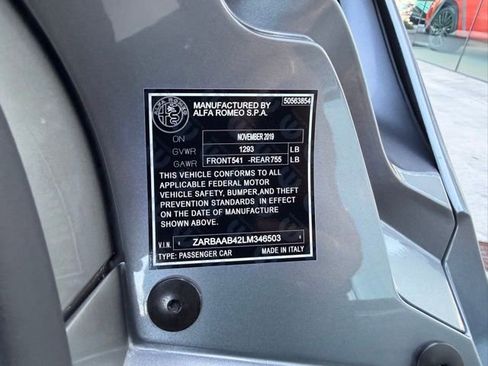 MANUFACTURED BY
ALFA ROMEO S.P.A.
50563854
ALFA ROMEO
ON NOVEMBER 2019
GVWR 1293 LB
GAWR FRONT541 -REAR755 LB
THIS VEHICLE CONFORMS TO ALL
APPLICABLE FEDERAL MOTOR
VEHICLE SAFETY, BUMPER,AND THEFT
PREVENTION STANDARDS IN EFFECT
ON THE DATE OF MANUFACTURE
SHOWN ABOVE.
V.I.N. ZARBAAB42LM346503
TYPE: PASSENGER CAR MADE IN ITALY